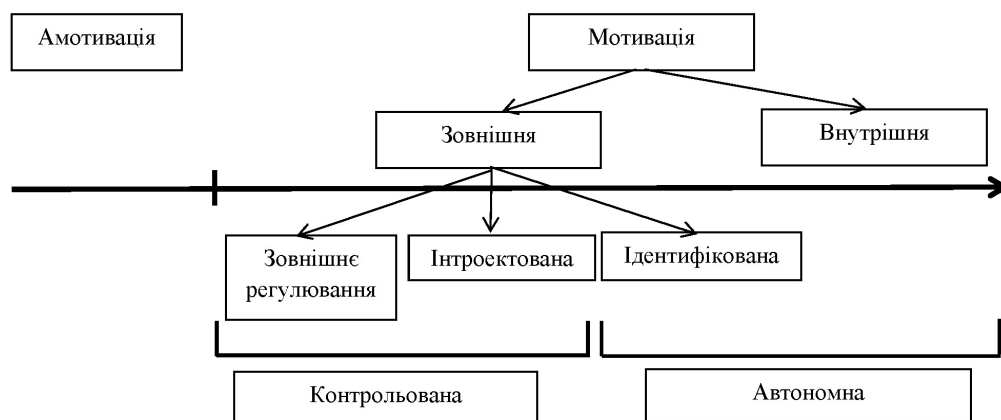 Амотивація
Мотивація
Зовнішня
Внутрішня
Зовнішнє
регулювання
Інтроектована
Ідентифікована
Контрольована
Автономна